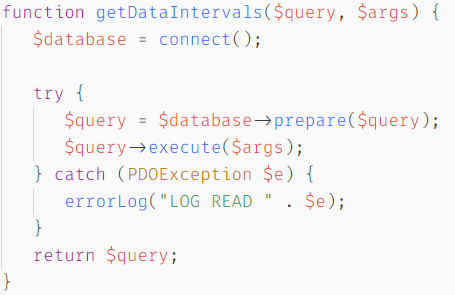 function getDataIntervals($query, $args) {
$database = connect();
try {
$query = $database->prepare($query);
$query->execute($args);
} catch (PDOException $e) {
errorLog("LOG READ " . $e);
}
return $query;
}